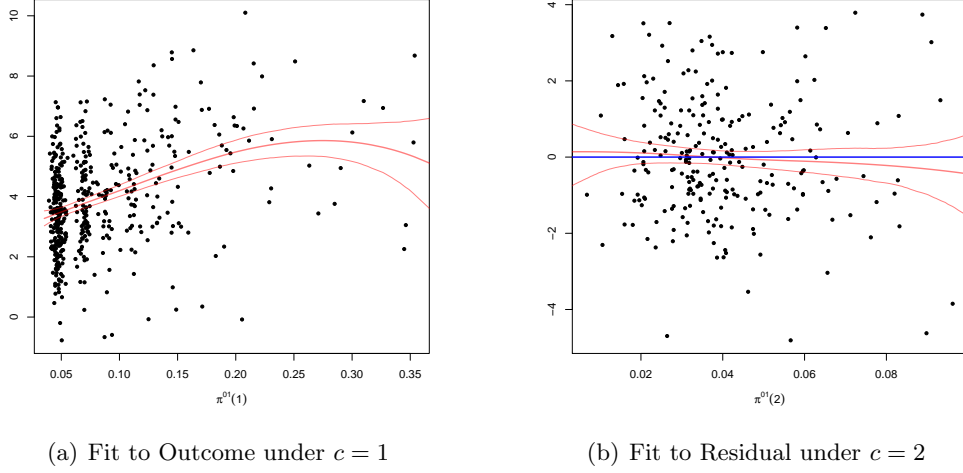 10
8
6
4
2
0
0.05 0.10 0.15 0.20 0.25 0.30 0.35
π⁰¹(1)
4
2
0
−2
−4
0.02 0.04 0.06 0.08
π⁰¹(2)
(a) Fit to Outcome under c = 1
(b) Fit to Residual under c = 2